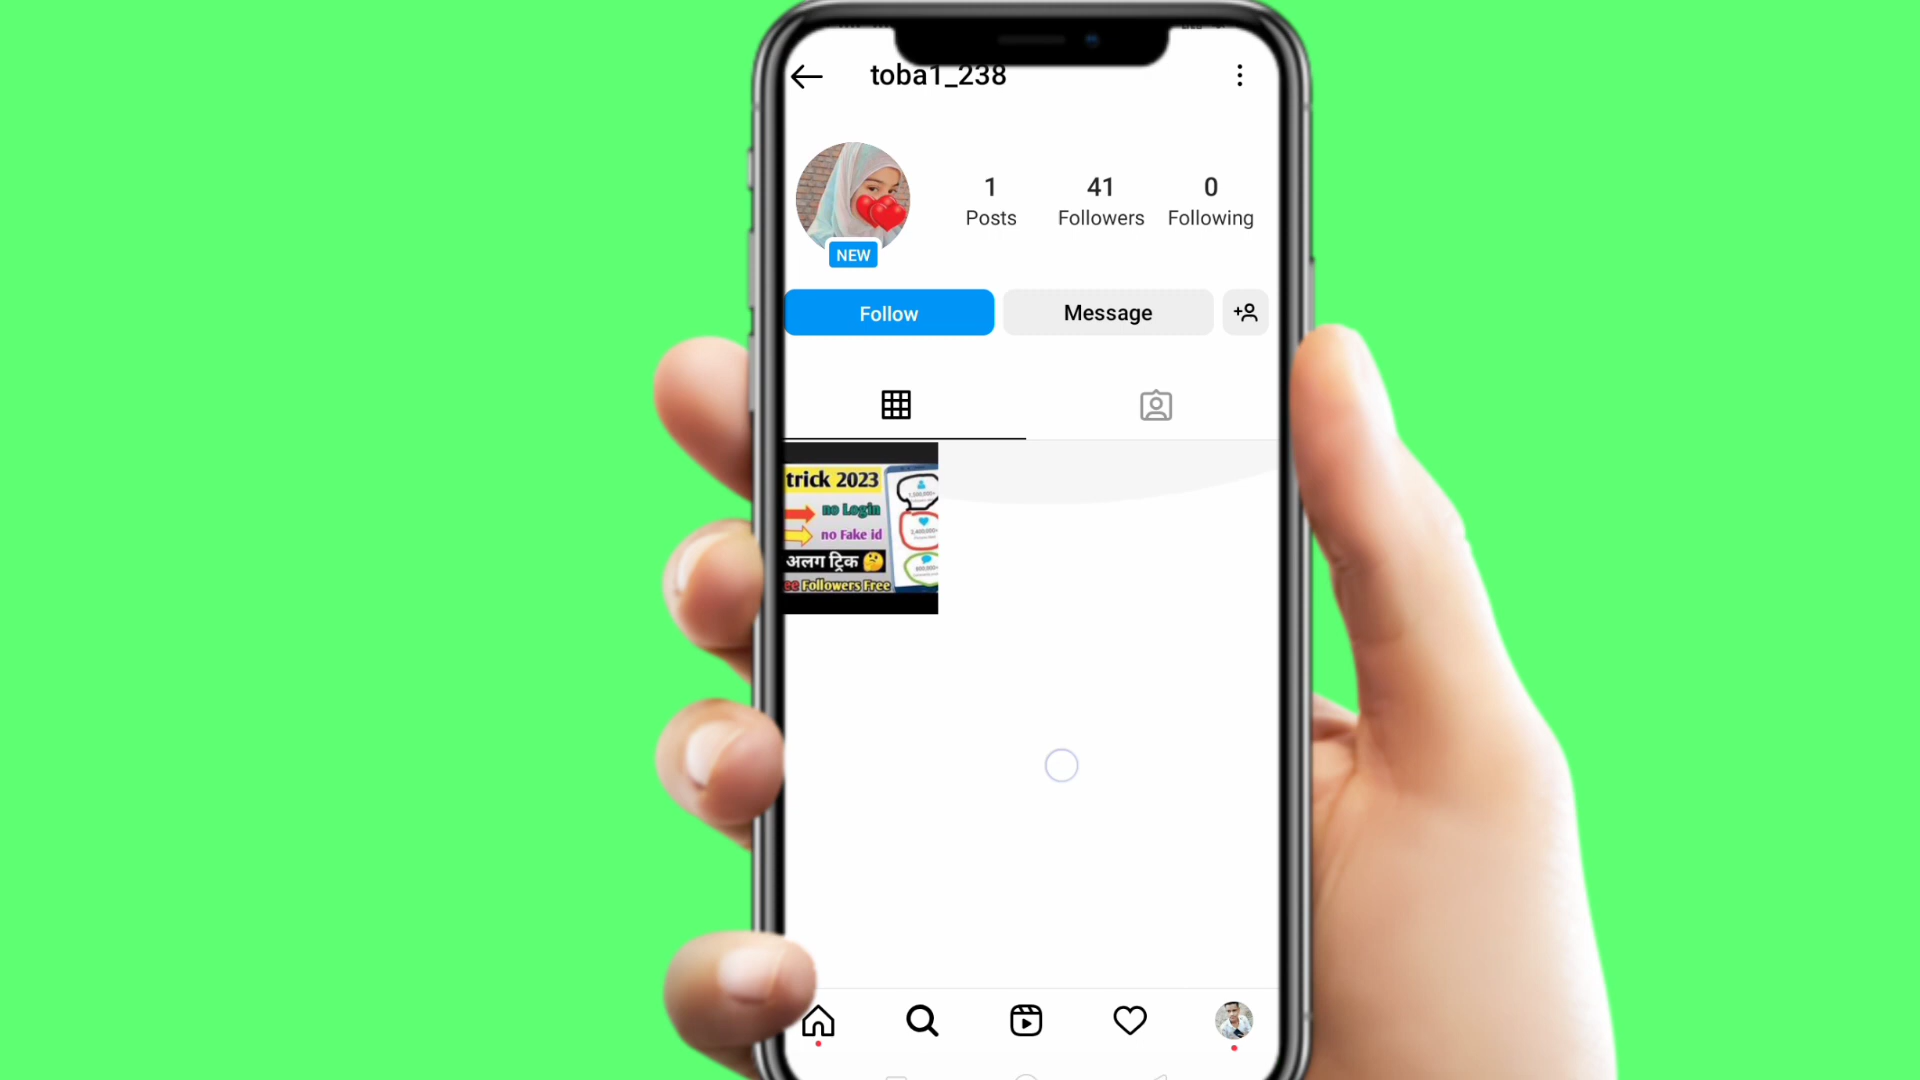 toba1_238
1 41 0
Posts Followers Following
NEW
Follow Message
trick 2023
no Login
no Fake id
अलग ट्रिक 🤔
Followers Free